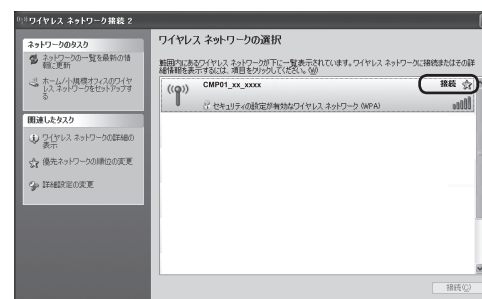 ワイヤレス ネットワーク接続 2
ネットワークのタスク
ネットワークの一覧を最新の情
報に更新
ホーム/小規模オフィスのワイヤ
レス ネットワークをセットアップす
る
関連したタスク
ワイヤレス ネットワークの詳細の
表示
優先ネットワークの順位の変更
詳細設定の変更
ワイヤレス ネットワークの選択
範囲内にあるワイヤレス ネットワークが下に一覧表示されています。ワイヤレス ネットワークに接続またはその詳
細情報を表示するには、項目をクリックしてください。(W)
CMP01_xx_xxxx
接続
セキュリティの設定が有効なワイヤレス ネットワーク (WPA)
接続(C)